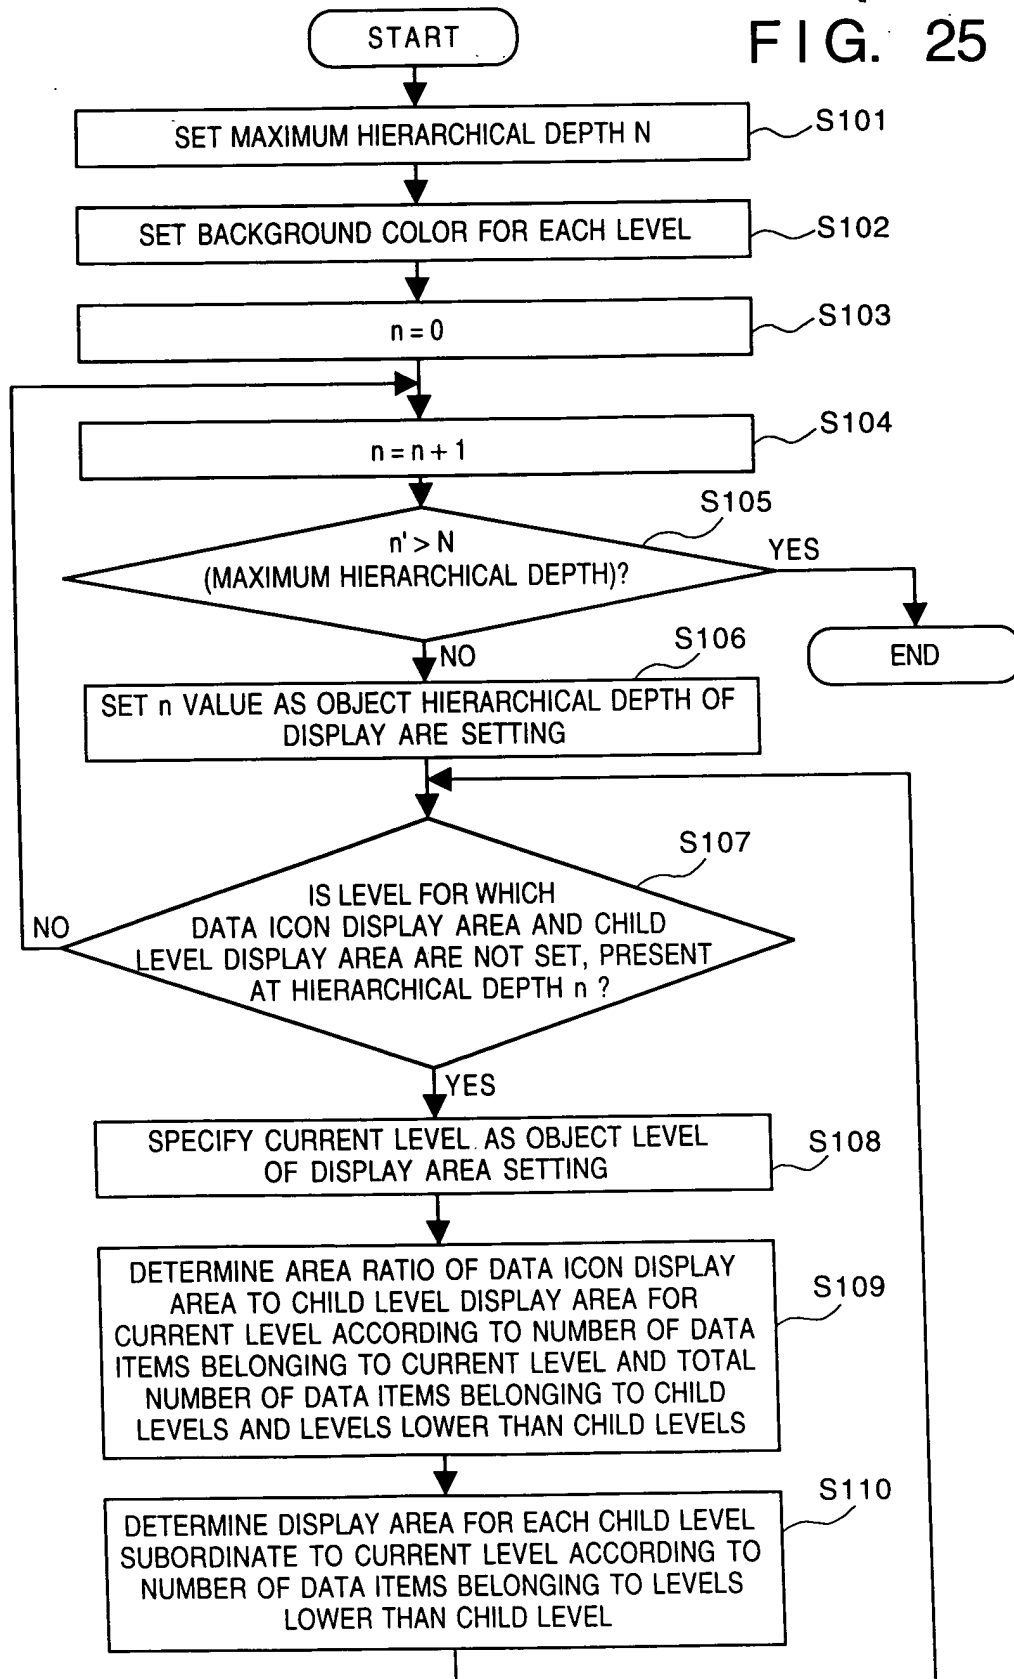 FIG. 25
START
SET MAXIMUM HIERARCHICAL DEPTH N
S101
SET BACKGROUND COLOR FOR EACH LEVEL
S102
n = 0
S103
n = n + 1
S104
S105
n' > N
(MAXIMUM HIERARCHICAL DEPTH)?
YES
END
NO
S106
SET n VALUE AS OBJECT HIERARCHICAL DEPTH OF
DISPLAY ARE SETTING
S107
IS LEVEL FOR WHICH
DATA ICON DISPLAY AREA AND CHILD
LEVEL DISPLAY AREA ARE NOT SET, PRESENT
AT HIERARCHICAL DEPTH n ?
NO
YES
SPECIFY CURRENT LEVEL AS OBJECT LEVEL
OF DISPLAY AREA SETTING
S108
DETERMINE AREA RATIO OF DATA ICON DISPLAY
AREA TO CHILD LEVEL DISPLAY AREA FOR
CURRENT LEVEL ACCORDING TO NUMBER OF DATA
ITEMS BELONGING TO CURRENT LEVEL AND TOTAL
NUMBER OF DATA ITEMS BELONGING TO CHILD
LEVELS AND LEVELS LOWER THAN CHILD LEVELS
S109
DETERMINE DISPLAY AREA FOR EACH CHILD LEVEL
SUBORDINATE TO CURRENT LEVEL ACCORDING TO
NUMBER OF DATA ITEMS BELONGING TO LEVELS
LOWER THAN CHILD LEVEL
S110